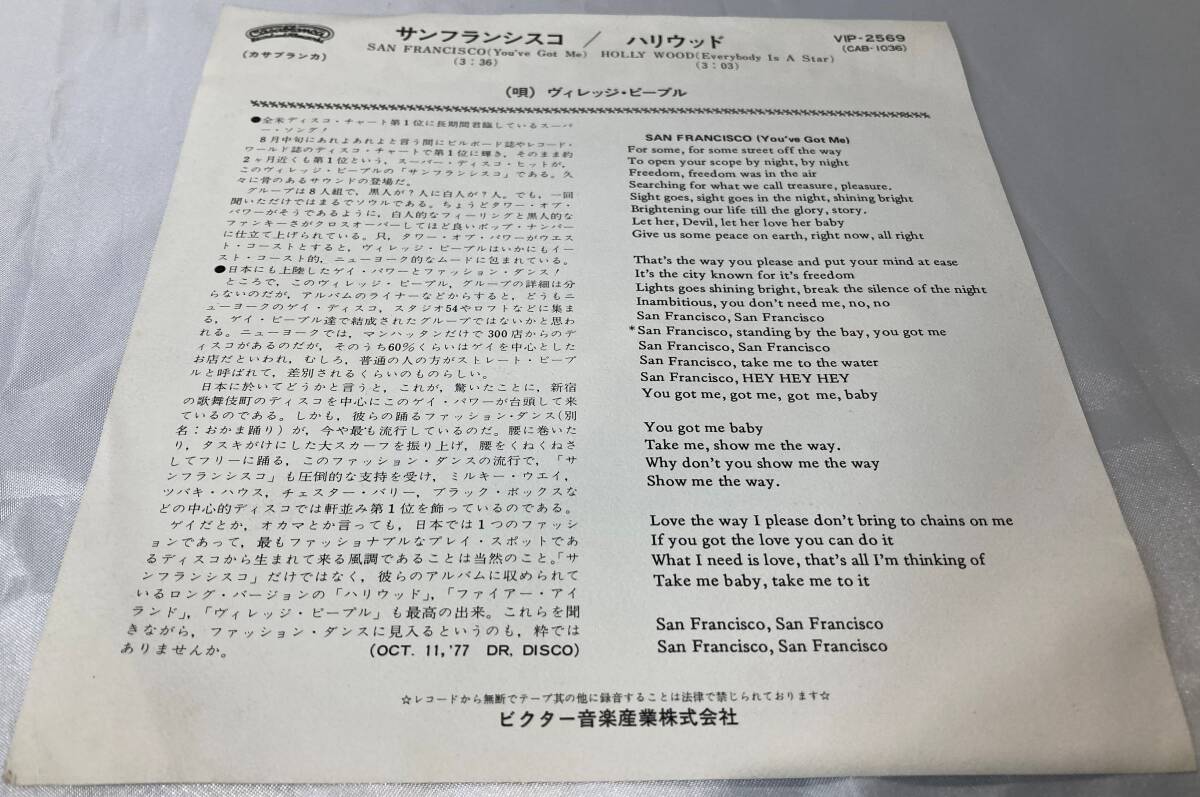 Casablanca
(カサブランカ)
サンフランシスコ / ハリウッド
SAN FRANCISCO (You've Got Me) HOLLY WOOD (Everybody Is A Star)
(3:36) (3:03)
VIP-2569
(CAB-1036)
(唄) ヴィレッジ・ピープル
●全米ディスコ・チャート第1位に長期間君臨しているスーパ
ー・ソング!
8月中旬にあれよあれよと言う間にビルボード誌やレコード・
ワールド誌のディスコ・チャートで第1位に輝き,そのまま約
2ヶ月近くも第1位という,スーパー・ディスコ・ヒットが,
このヴィレッジ・ピープルの「サンフランシスコ」である。久
々に骨のあるサウンドの登場だ。
グループは8人組で,黒人が?人に白人が?人。でも,一回
聞いただけではまるでソウルである。ちょうどタワー・オブ・
パワーがそうであるように,白人的なフィーリングと黒人的な
ファンキーさがクロスオーバーしてほど良いポップ・ナンバー
に仕立て上げられている。只,タワー・オブ・パワーがウエス
ト・コーストとすると,ヴィレッジ・ピープルはいかにもイー
スト・コースト的,ニューヨーク的なムードに包まれている。
●日本にも上陸したゲイ・パワーとファッション・ダンス!
ところで,このヴィレッジ・ピープル,グループの詳細は分
らないのだが,アルバムのライナーなどからすると,どうもニ
ューヨークのゲイ・ディスコ,スタジオ54やロフトなどに集ま
る,ゲイ・ピープル達で結成されたグループではないかと思わ
れる。ニューヨークでは,マンハッタンだけで300店からのデ
ィスコがあるのだが,そのうち60%くらいはゲイを中心とした
お店だといわれ,むしろ,普通の人の方がストレート・ピープ
ルと呼ばれて,差別されるくらいのものらしい。
日本に於いてどうかと言うと,これが,驚いたことに,新宿
の歌舞伎町のディスコを中心にこのゲイ・パワーが台頭して来
ているのである。しかも,彼らの踊るファッション・ダンス(別
名:おかま踊り)が,今や最も流行しているのだ。腰に巻いた
り,タスキがけにした大スカーフを振り上げ,腰をくねくねさ
してフリーに踊る,このファッション・ダンスの流行で,「サ
ンフランシスコ」も圧倒的な支持を受け,ミルキー・ウエイ,
ツバキ・ハウス,チェスター・バリー,ブラック・ボックスな
どの中心的ディスコでは軒並み第1位を飾っているのである。
ゲイだとか,オカマとか言っても,日本では1つのファッシ
ョンであって,最もファッショナブルなプレイ・スポットであ
るディスコから生まれて来る風調であることは当然のこと。「サ
ンフランシスコ」だけではなく,彼らのアルバムに収められて
いるロング・バージョンの「ハリウッド」,「ファイアー・アイ
ランド」,「ヴィレッジ・ピープル」も最高の出来。これらを聞
きながら,ファッション・ダンスに見入るというのも,粋では
ありませんか。 (OCT. 11,'77 DR, DISCO)
SAN FRANCISCO (You've Got Me)
For some, for some street off the way
To open your scope by night, by night
Freedom, freedom was in the air
Searching for what we call treasure, pleasure.
Sight goes, sight goes in the night, shining bright
Brightening our life till the glory, story.
Let her, Devil, let her love her baby
Give us some peace on earth, right now, all right
That's the way you please and put your mind at ease
It's the city known for it's freedom
Lights goes shining bright, break the silence of the night
Inambitious, you don't need me, no, no
San Francisco, San Francisco
*San Francisco, standing by the bay, you got me
San Francisco, San Francisco
San Francisco, take me to the water
San Francisco, HEY HEY HEY
You got me, got me, got me, baby
You got me baby
Take me, show me the way.
Why don't you show me the way
Show me the way.
Love the way I please don't bring to chains on me
If you got the love you can do it
What I need is love, that's all I'm thinking of
Take me baby, take me to it
San Francisco, San Francisco
San Francisco, San Francisco
☆レコードから無断でテープ其の他に録音することは法律で禁じられております☆
ビクター音楽産業株式会社